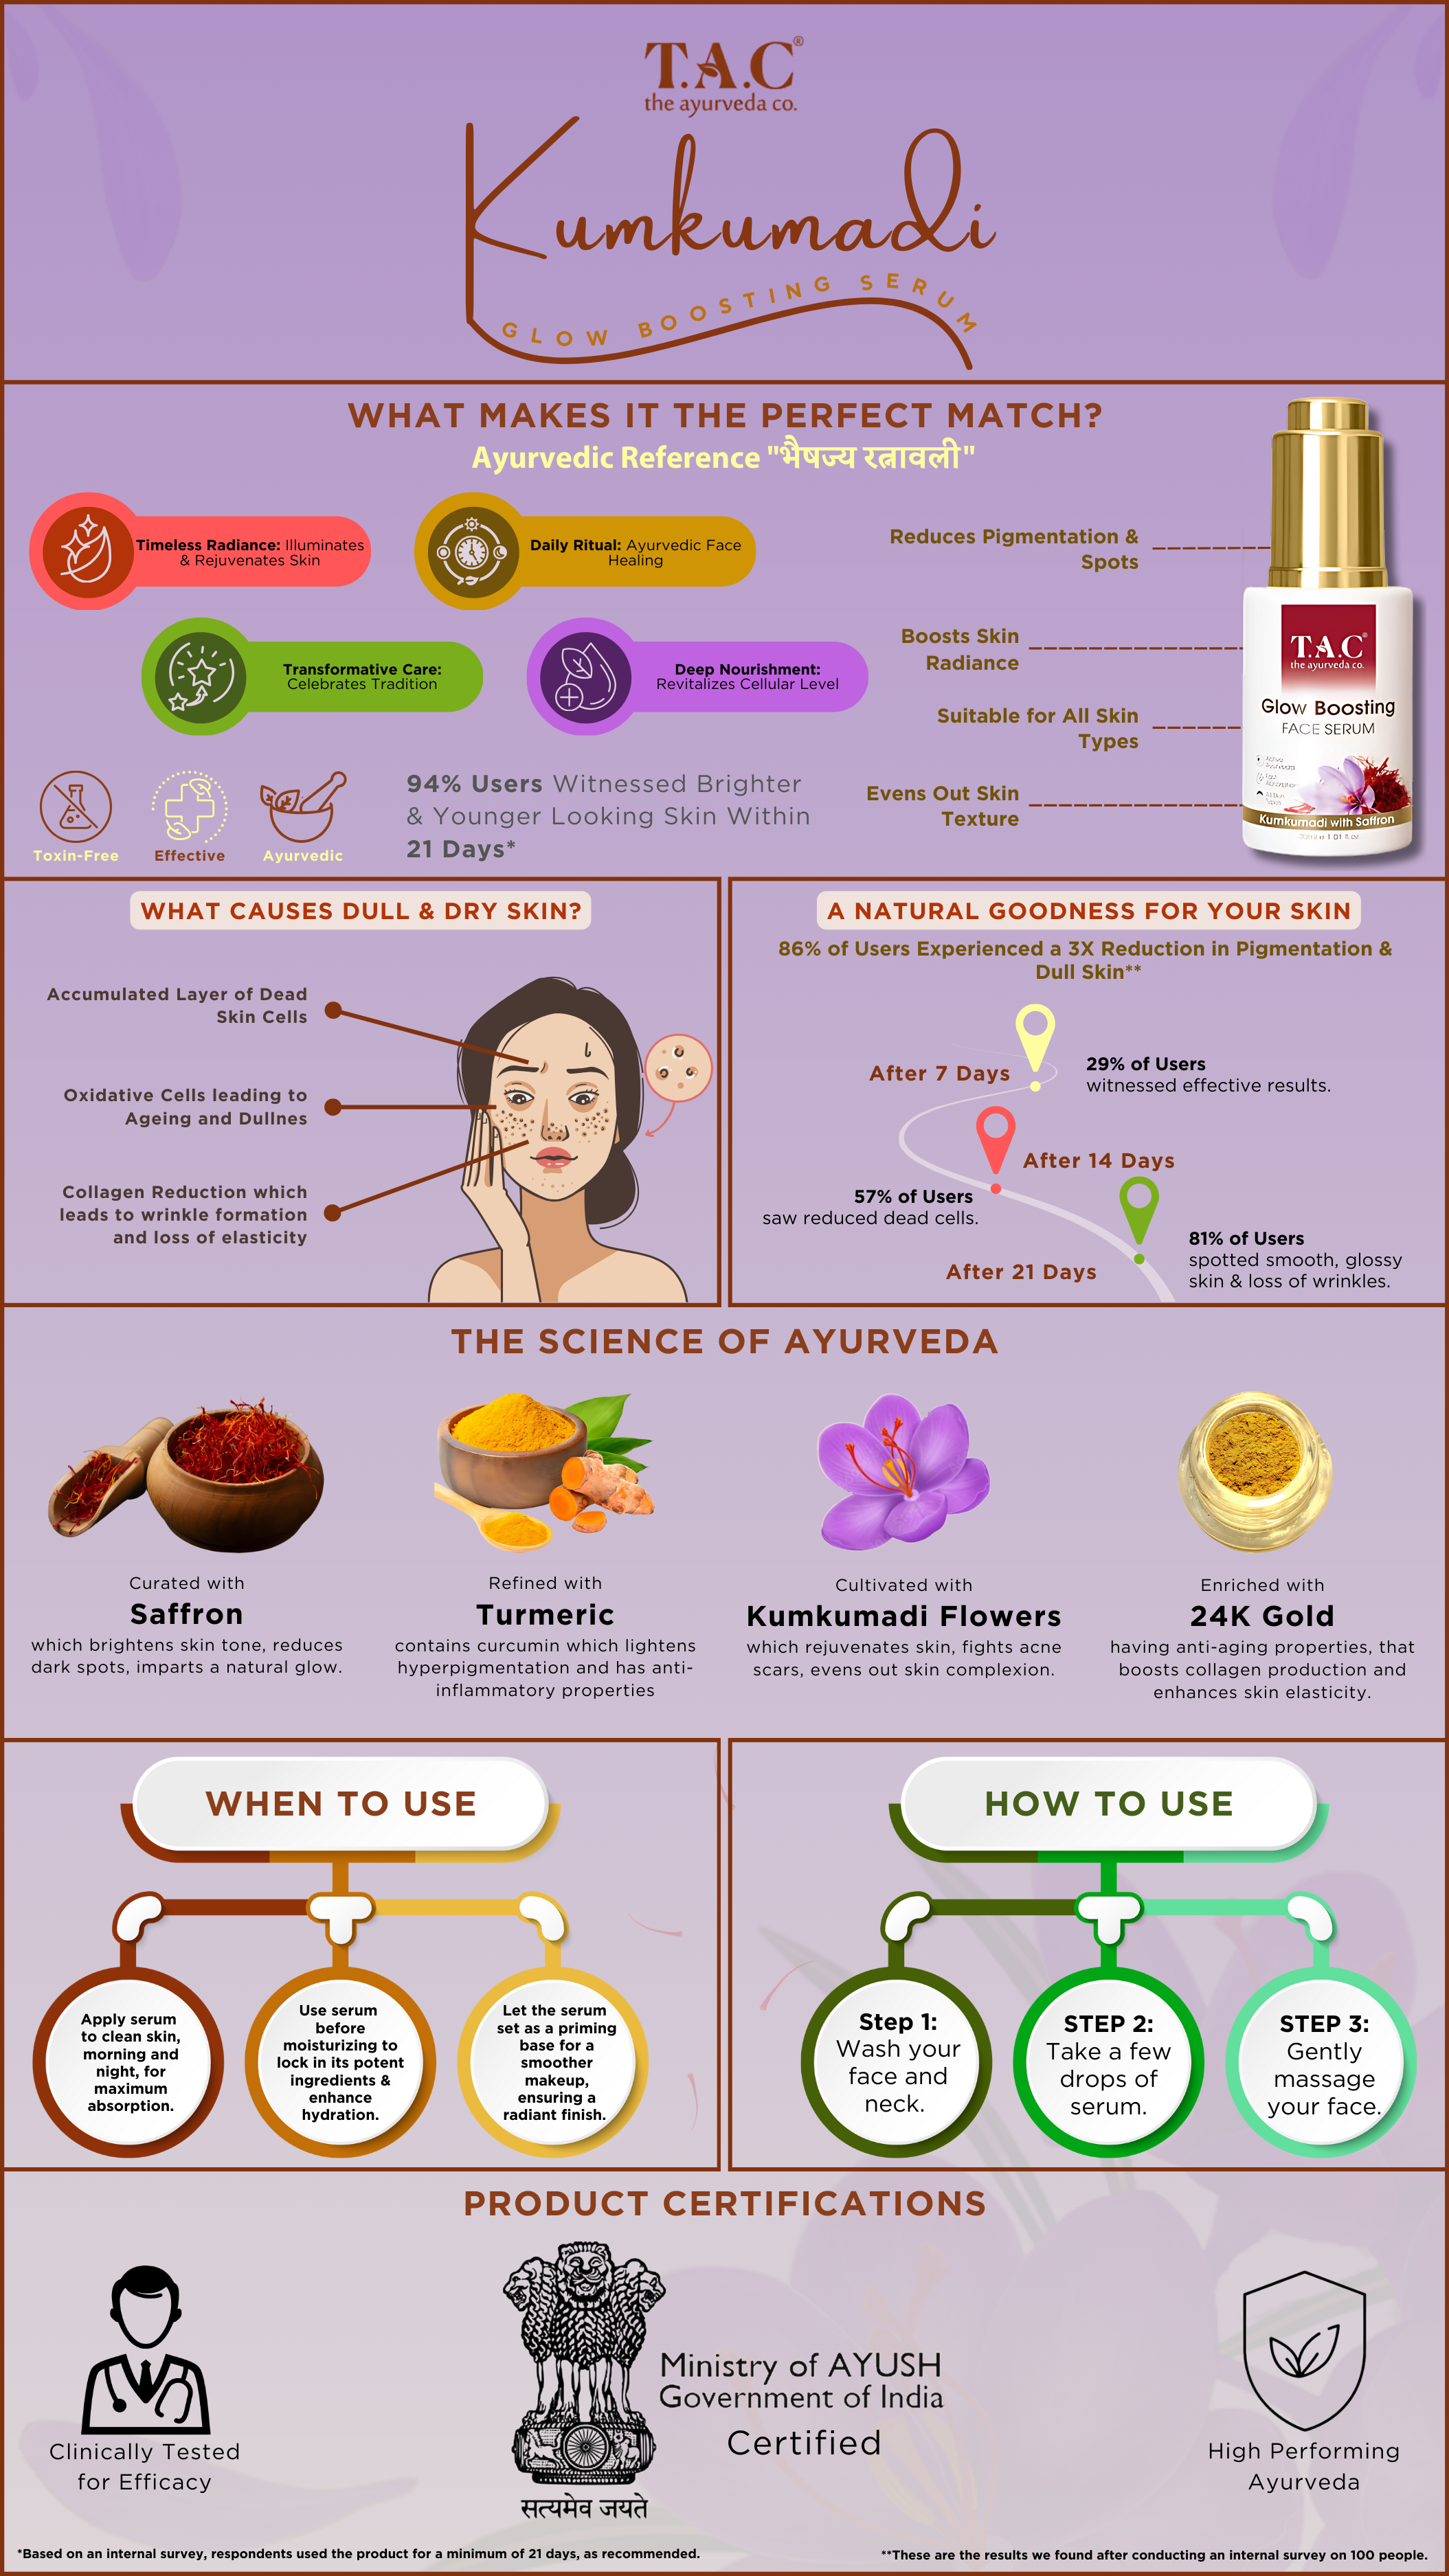 T.A.C®
the ayurveda co.
Kumkumadi
GLOW BOOSTING SERUM
WHAT MAKES IT THE PERFECT MATCH?
Ayurvedic Reference "भैषज्य रत्नावली"
Timeless Radiance: Illuminates
& Rejuvenates Skin
Daily Ritual: Ayurvedic Face
Healing
Transformative Care:
Celebrates Tradition
Deep Nourishment:
Revitalizes Cellular Level
Toxin-Free
Effective
Ayurvedic
94% Users Witnessed Brighter
& Younger Looking Skin Within
21 Days*
Reduces Pigmentation &
Spots
Boosts Skin
Radiance
Suitable for All Skin
Types
Evens Out Skin
Texture
T.A.C®
the ayurveda co.
Glow Boosting
FACE SERUM
Kumkumadi with Saffron
WHAT CAUSES DULL & DRY SKIN?
Accumulated Layer of Dead
Skin Cells
Oxidative Cells leading to
Ageing and Dullnes
Collagen Reduction which
leads to wrinkle formation
and loss of elasticity
A NATURAL GOODNESS FOR YOUR SKIN
86% of Users Experienced a 3X Reduction in Pigmentation &
Dull Skin**
After 7 Days
29% of Users
witnessed effective results.
After 14 Days
57% of Users
saw reduced dead cells.
After 21 Days
81% of Users
spotted smooth, glossy
skin & loss of wrinkles.
THE SCIENCE OF AYURVEDA
Curated with
Saffron
which brightens skin tone, reduces
dark spots, imparts a natural glow.
Refined with
Turmeric
contains curcumin which lightens
hyperpigmentation and has anti-
inflammatory properties
Cultivated with
Kumkumadi Flowers
which rejuvenates skin, fights acne
scars, evens out skin complexion.
Enriched with
24K Gold
having anti-aging properties, that
boosts collagen production and
enhances skin elasticity.
WHEN TO USE
Apply serum
to clean skin,
morning and
night, for
maximum
absorption.
Use serum
before
moisturizing to
lock in its potent
ingredients &
enhance
hydration.
Let the serum
set as a priming
base for a
smoother
makeup,
ensuring a
radiant finish.
HOW TO USE
Step 1:
Wash your
face and
neck.
STEP 2:
Take a few
drops of
serum.
STEP 3:
Gently
massage
your face.
PRODUCT CERTIFICATIONS
Clinically Tested
for Efficacy
Ministry of AYUSH
Government of India
Certified
सत्यमेव जयते
High Performing
Ayurveda
*Based on an internal survey, respondents used the product for a minimum of 21 days, as recommended.
**These are the results we found after conducting an internal survey on 100 people.